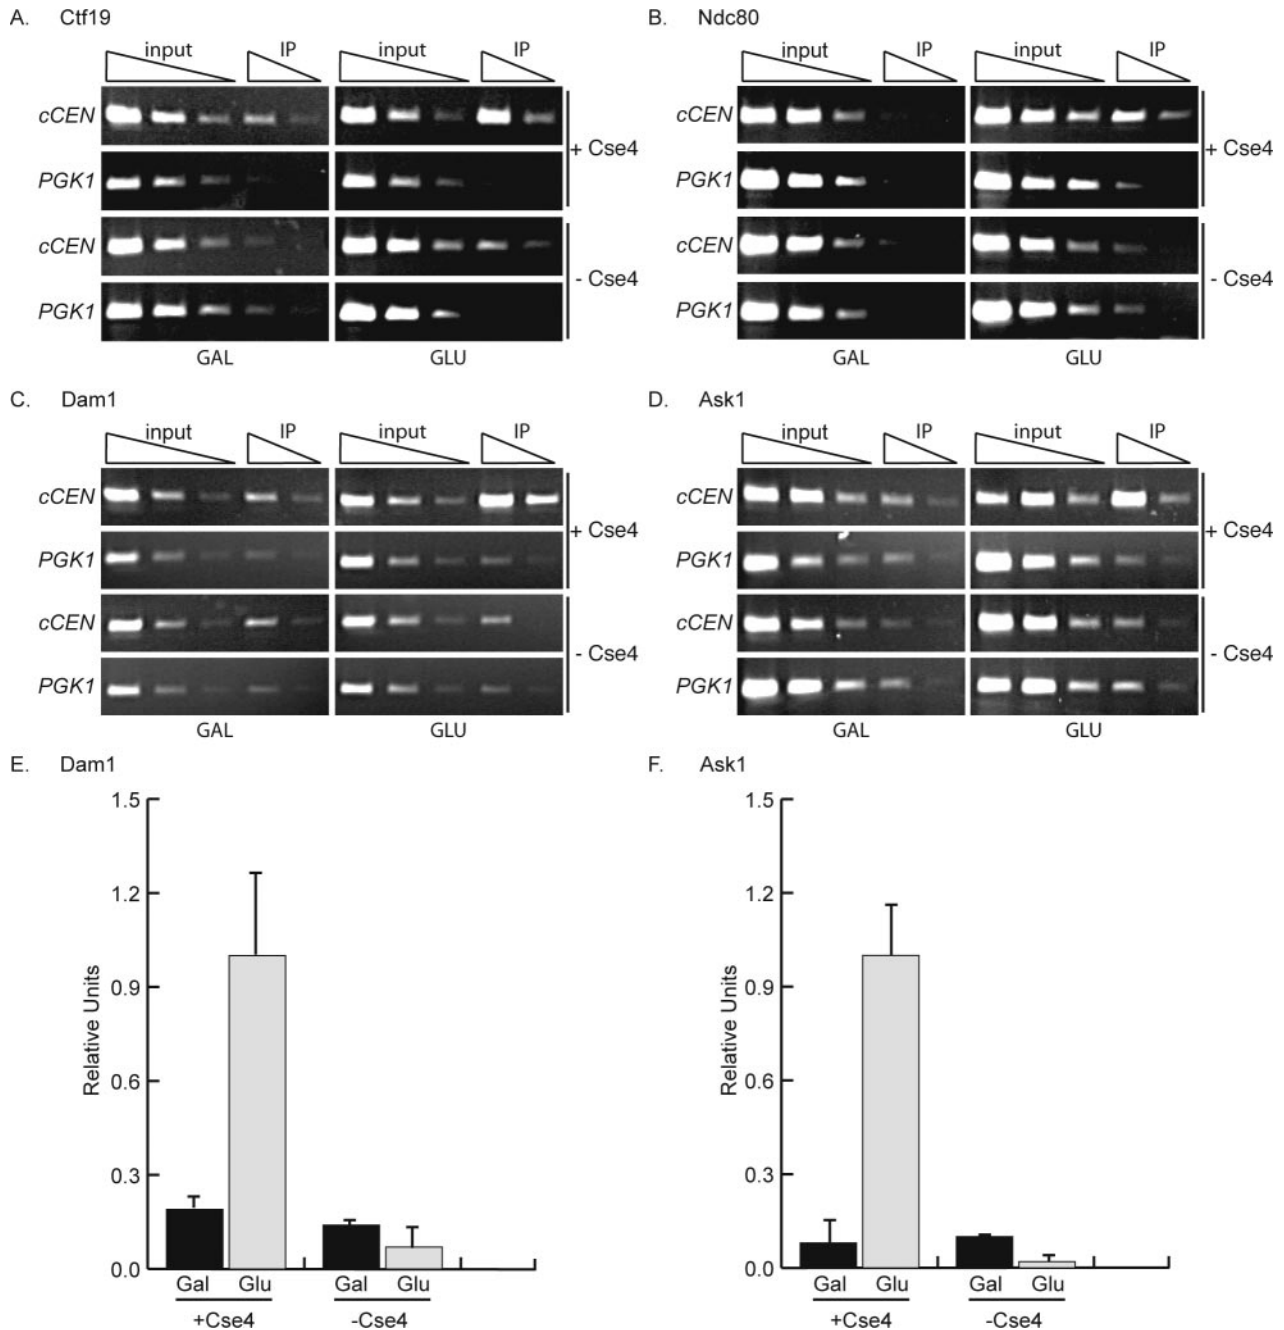 A. Ctf19
input IP input IP
cCEN
+ Cse4
PGK1
cCEN
- Cse4
PGK1
GAL GLU
B. Ndc80
input IP input IP
cCEN
+ Cse4
PGK1
cCEN
- Cse4
PGK1
GAL GLU
C. Dam1
input IP input IP
cCEN
+ Cse4
PGK1
cCEN
- Cse4
PGK1
GAL GLU
D. Ask1
input IP input IP
cCEN
+ Cse4
PGK1
cCEN
- Cse4
PGK1
GAL GLU
E. Dam1
Relative Units
1.5
1.2
0.9
0.6
0.3
0.0
Gal Glu Gal Glu
+Cse4 -Cse4
F. Ask1
Relative Units
1.5
1.2
0.9
0.6
0.3
0.0
Gal Glu Gal Glu
+Cse4 -Cse4